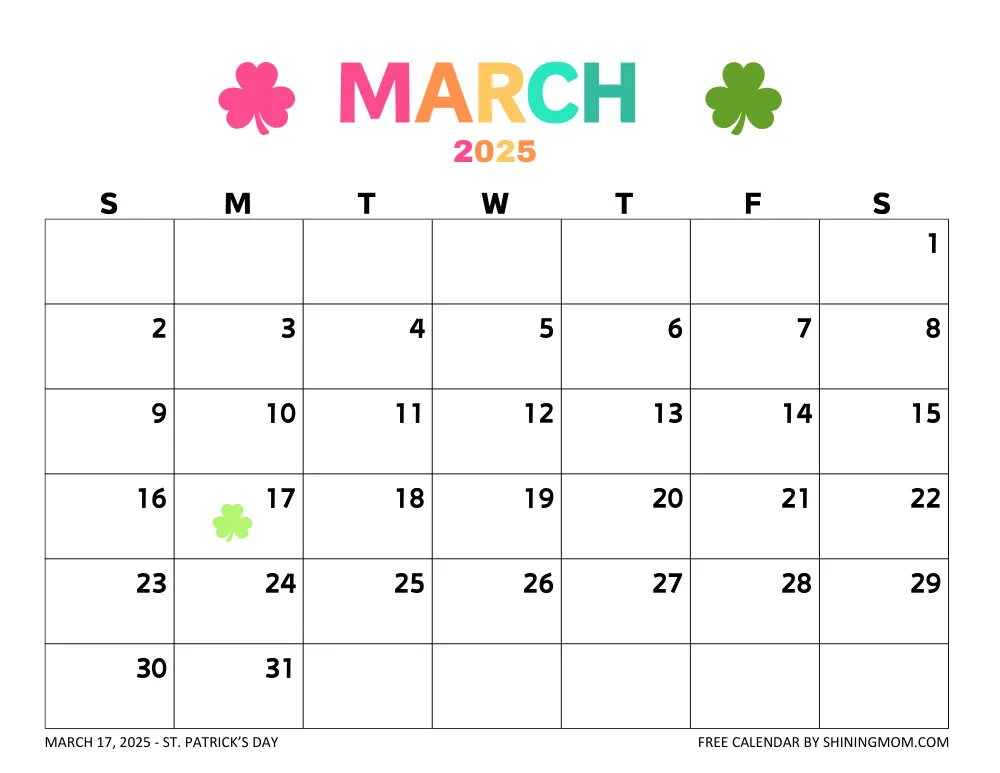 MARCH
2025
S M T W T F S
1
2 3 4 5 6 7 8
9 10 11 12 13 14 15
16 17 18 19 20 21 22
23 24 25 26 27 28 29
30 31
MARCH 17, 2025 - ST. PATRICK’S DAY FREE CALENDAR BY SHININGMOM.COM